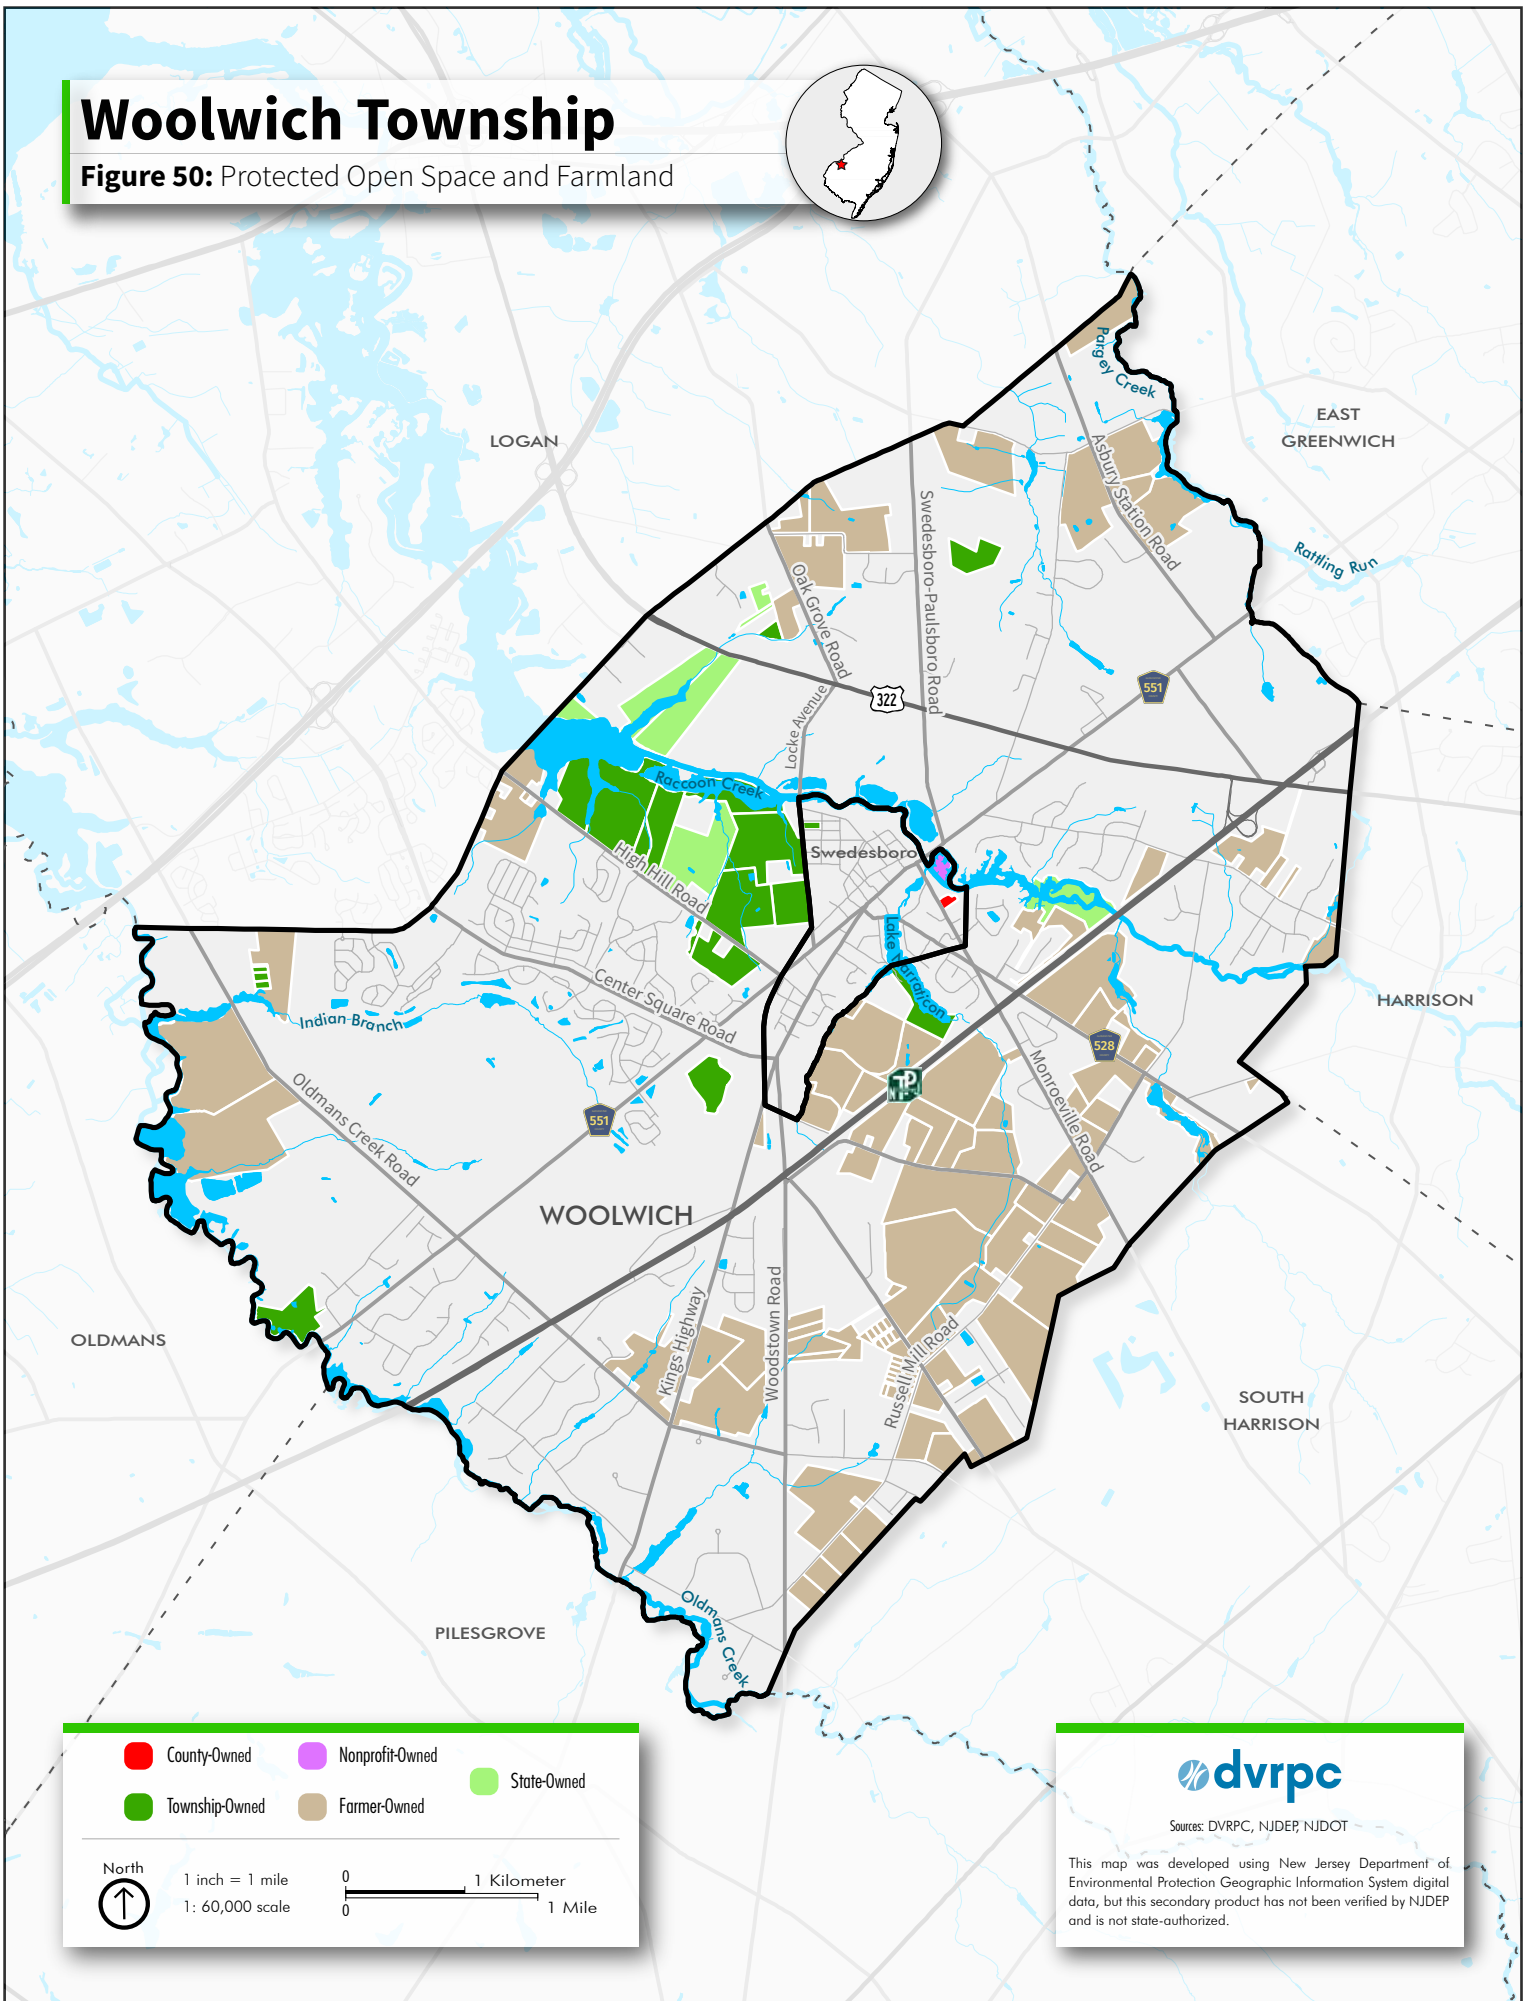 Woolwich Township
Figure 50: Protected Open Space and Farmland
LOGAN
EAST
GREENWICH
Pargey Creek
Asbury Station Road
Rattling Run
Swedesboro-Paulsboro Road
Oak Grove Road
551
322
Locke Avenue
Raccoon Creek
High Hill Road
Swedesboro
Lake Narraticon
Center Square Road
Indian Branch
HARRISON
528
Oldmans Creek Road
TP
N
Monroeville Road
551
WOOLWICH
Kings Highway
Woodstown Road
Russell Mill Road
OLDMANS
SOUTH
HARRISON
PILESGROVE
Oldmans Creek
County-Owned
Nonprofit-Owned
State-Owned
Township-Owned
Farmer-Owned
North
1 inch = 1 mile
1: 60,000 scale
0
1 Kilometer
0
1 Mile
dvrpc
Sources: DVRPC, NJDEP, NJDOT
This map was developed using New Jersey Department of
Environmental Protection Geographic Information System digital
data, but this secondary product has not been verified by NJDEP
and is not state-authorized.